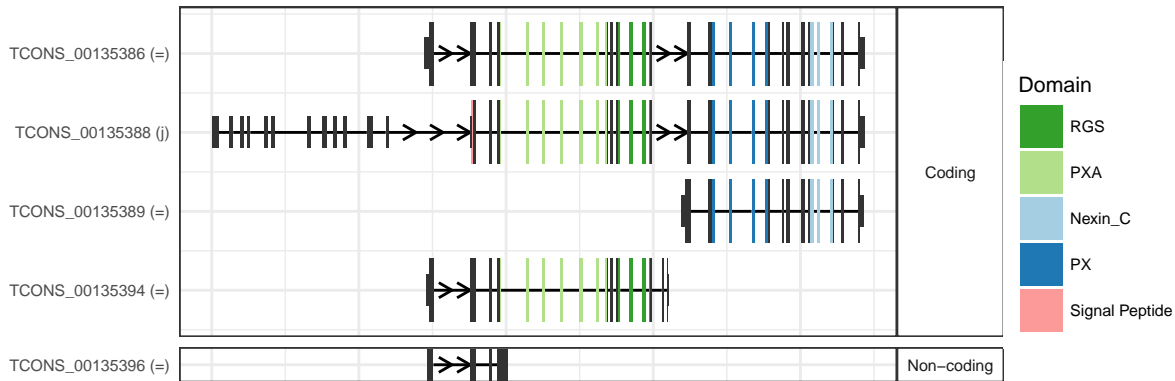 TCONS_00135386 (=)
TCONS_00135388 (j)
TCONS_00135389 (=)
TCONS_00135394 (=)
TCONS_00135396 (=)
Coding
Non−coding
Domain
RGS
PXA
Nexin_C
PX
Signal Peptide